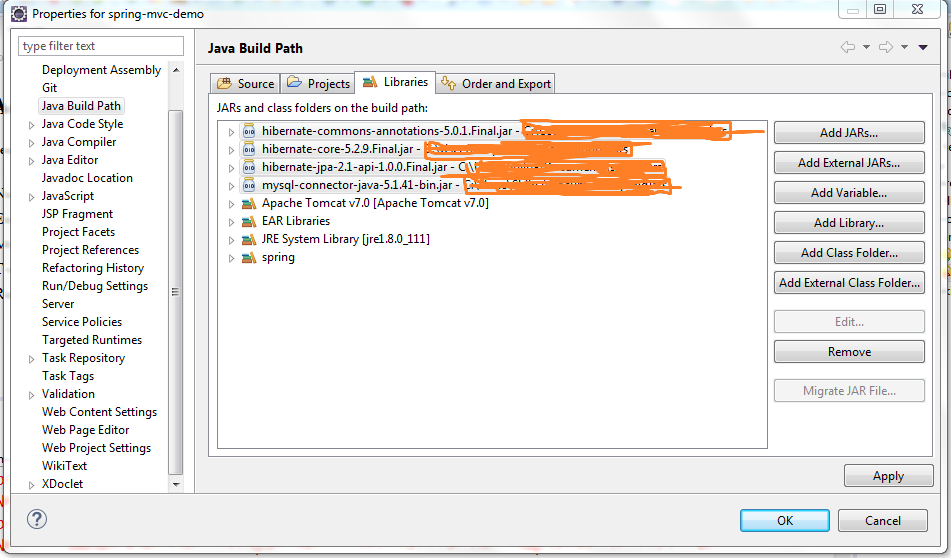 Properties for spring-mvc-demo
type filter text
Deployment Assembly
Git
Java Build Path
Java Code Style
Java Compiler
Java Editor
Javadoc Location
JavaScript
JSP Fragment
Project Facets
Project References
Refactoring History
Run/Debug Settings
Server
Service Policies
Targeted Runtimes
Task Repository
Task Tags
Validation
Web Content Settings
Web Page Editor
Web Project Settings
WikiText
XDoclet
Java Build Path
Source
Projects
Libraries
Order and Export
JARs and class folders on the build path:
hibernate-commons-annotations-5.0.1.Final.jar -
hibernate-core-5.2.9.Final.jar -
hibernate-jpa-2.1-api-1.0.0.Final.jar - C:\
mysql-connector-java-5.1.41-bin.jar -
Apache Tomcat v7.0 [Apache Tomcat v7.0]
EAR Libraries
JRE System Library [jre1.8.0_111]
spring
Add JARs...
Add External JARs...
Add Variable...
Add Library...
Add Class Folder...
Add External Class Folder...
Edit...
Remove
Migrate JAR File...
Apply
OK
Cancel